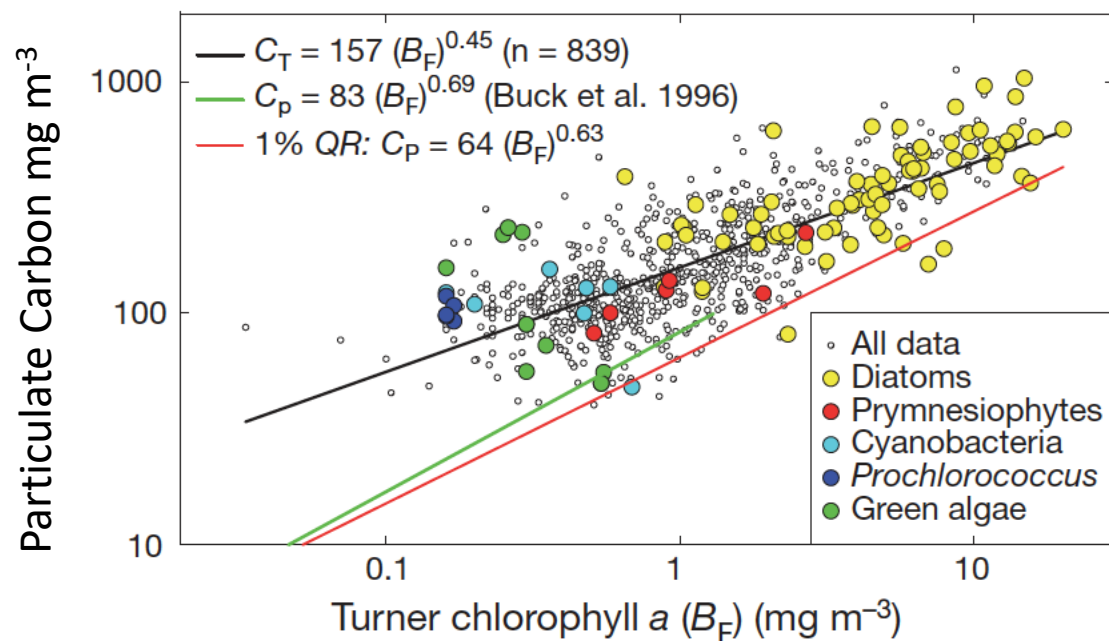 C_T = 157 (B_F)^0.45 (n = 839)
C_p = 83 (B_F)^0.69 (Buck et al. 1996)
1% QR: C_P = 64 (B_F)^0.63
Particulate Carbon mg m⁻³
1000
100
10
All data
Diatoms
Prymnesiophytes
Cyanobacteria
Prochlorococcus
Green algae
0.1 1 10
Turner chlorophyll a (B_F) (mg m⁻³)